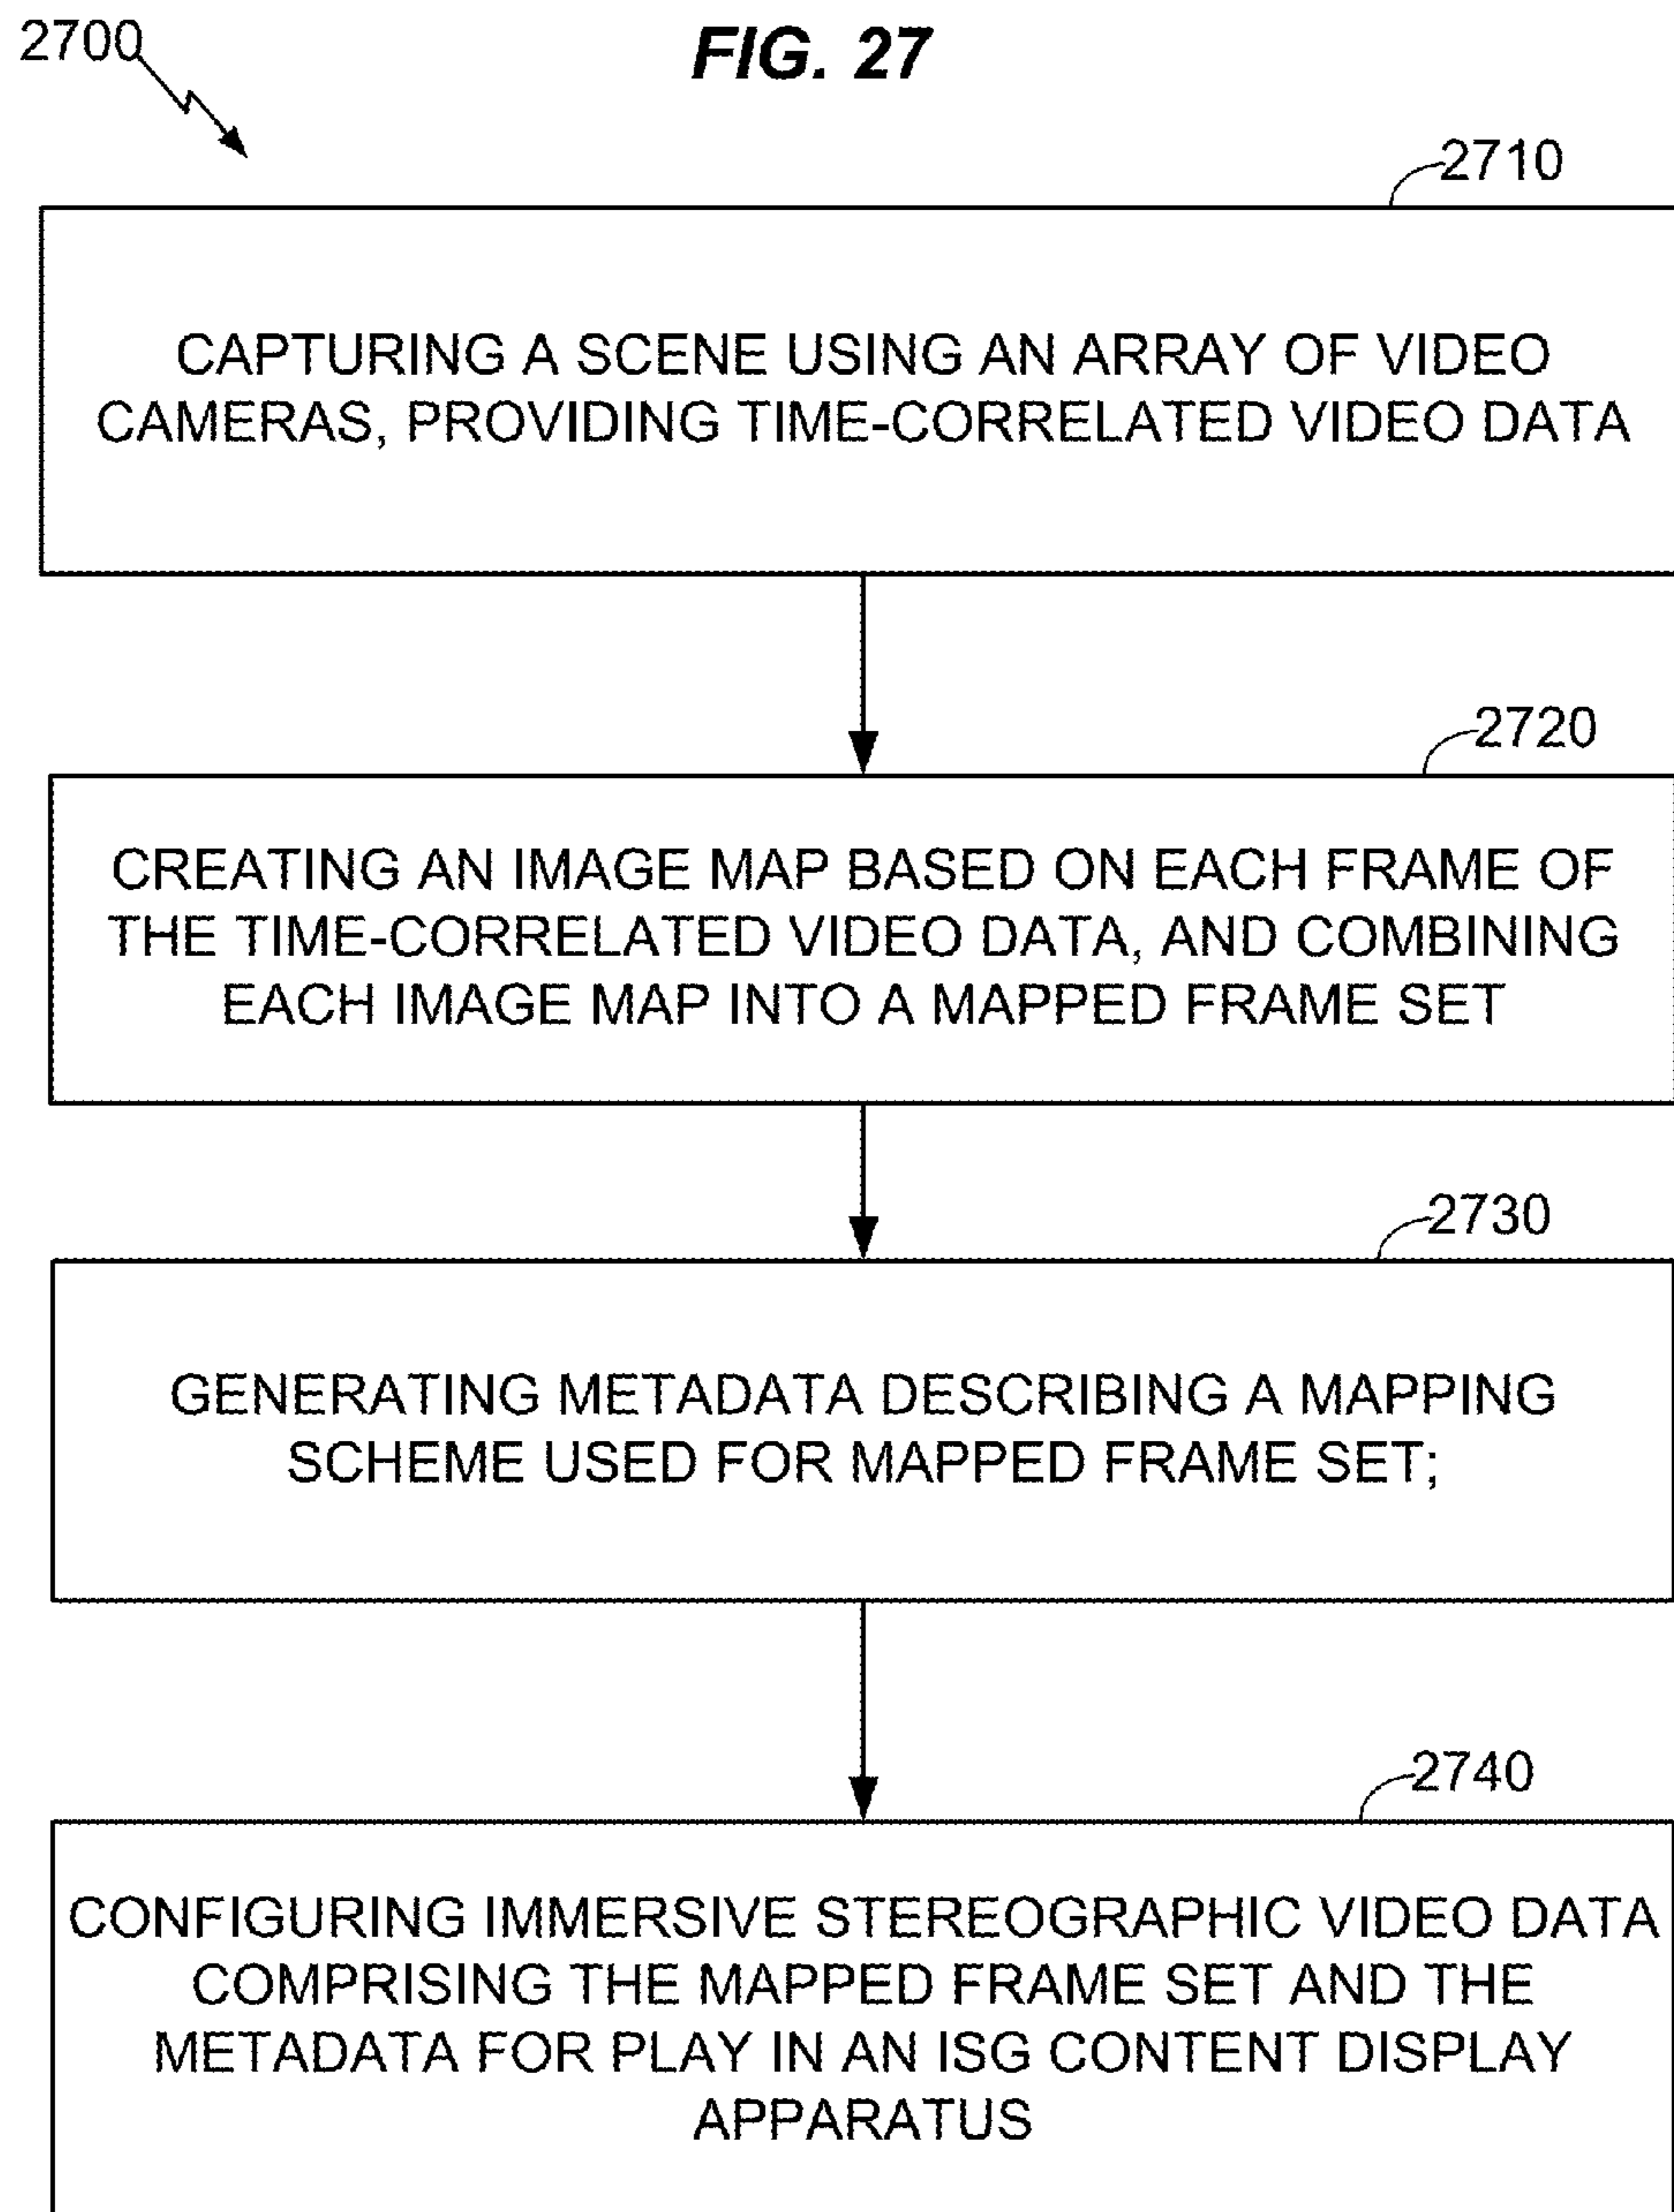 2700
FIG. 27
2710
CAPTURING A SCENE USING AN ARRAY OF VIDEO
CAMERAS, PROVIDING TIME-CORRELATED VIDEO DATA
2720
CREATING AN IMAGE MAP BASED ON EACH FRAME OF
THE TIME-CORRELATED VIDEO DATA, AND COMBINING
EACH IMAGE MAP INTO A MAPPED FRAME SET
2730
GENERATING METADATA DESCRIBING A MAPPING
SCHEME USED FOR MAPPED FRAME SET;
2740
CONFIGURING IMMERSIVE STEREOGRAPHIC VIDEO DATA
COMPRISING THE MAPPED FRAME SET AND THE
METADATA FOR PLAY IN AN ISG CONTENT DISPLAY
APPARATUS